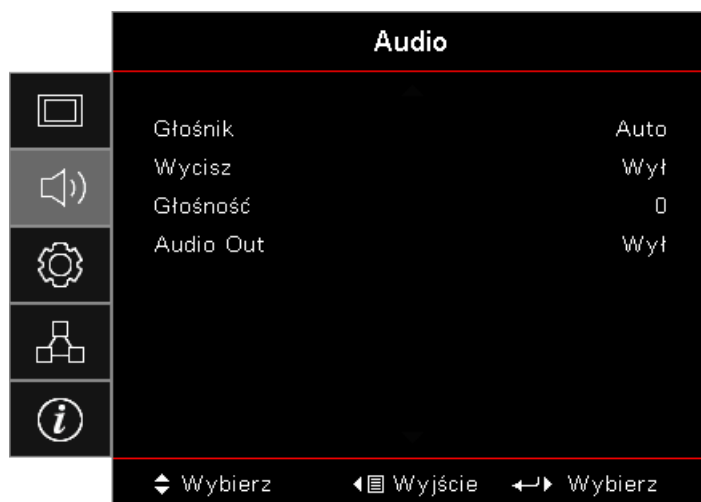 Audio
Głośnik Auto
Wycisz Wył
Głośność 0
Audio Out Wył
Wybierz Wyjście Wybierz